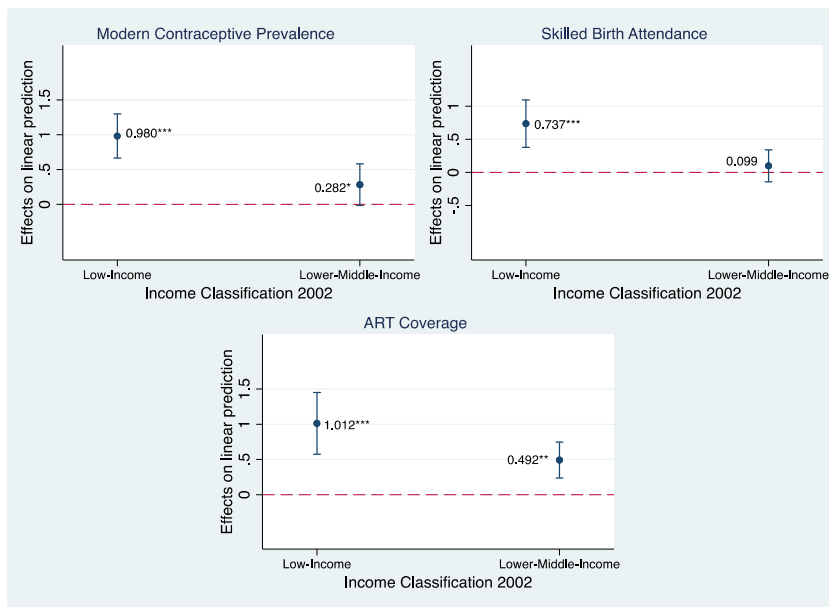 Modern Contraceptive Prevalence
Effects on linear prediction
1.5
1
.5
0
0.980***
0.282*
Low-Income
Lower-Middle-Income
Income Classification 2002
Skilled Birth Attendance
Effects on linear prediction
1
.5
0
-.5
0.737***
0.099
Low-Income
Lower-Middle-Income
Income Classification 2002
ART Coverage
Effects on linear prediction
1.5
1
.5
0
1.012***
0.492**
Low-Income
Lower-Middle-Income
Income Classification 2002